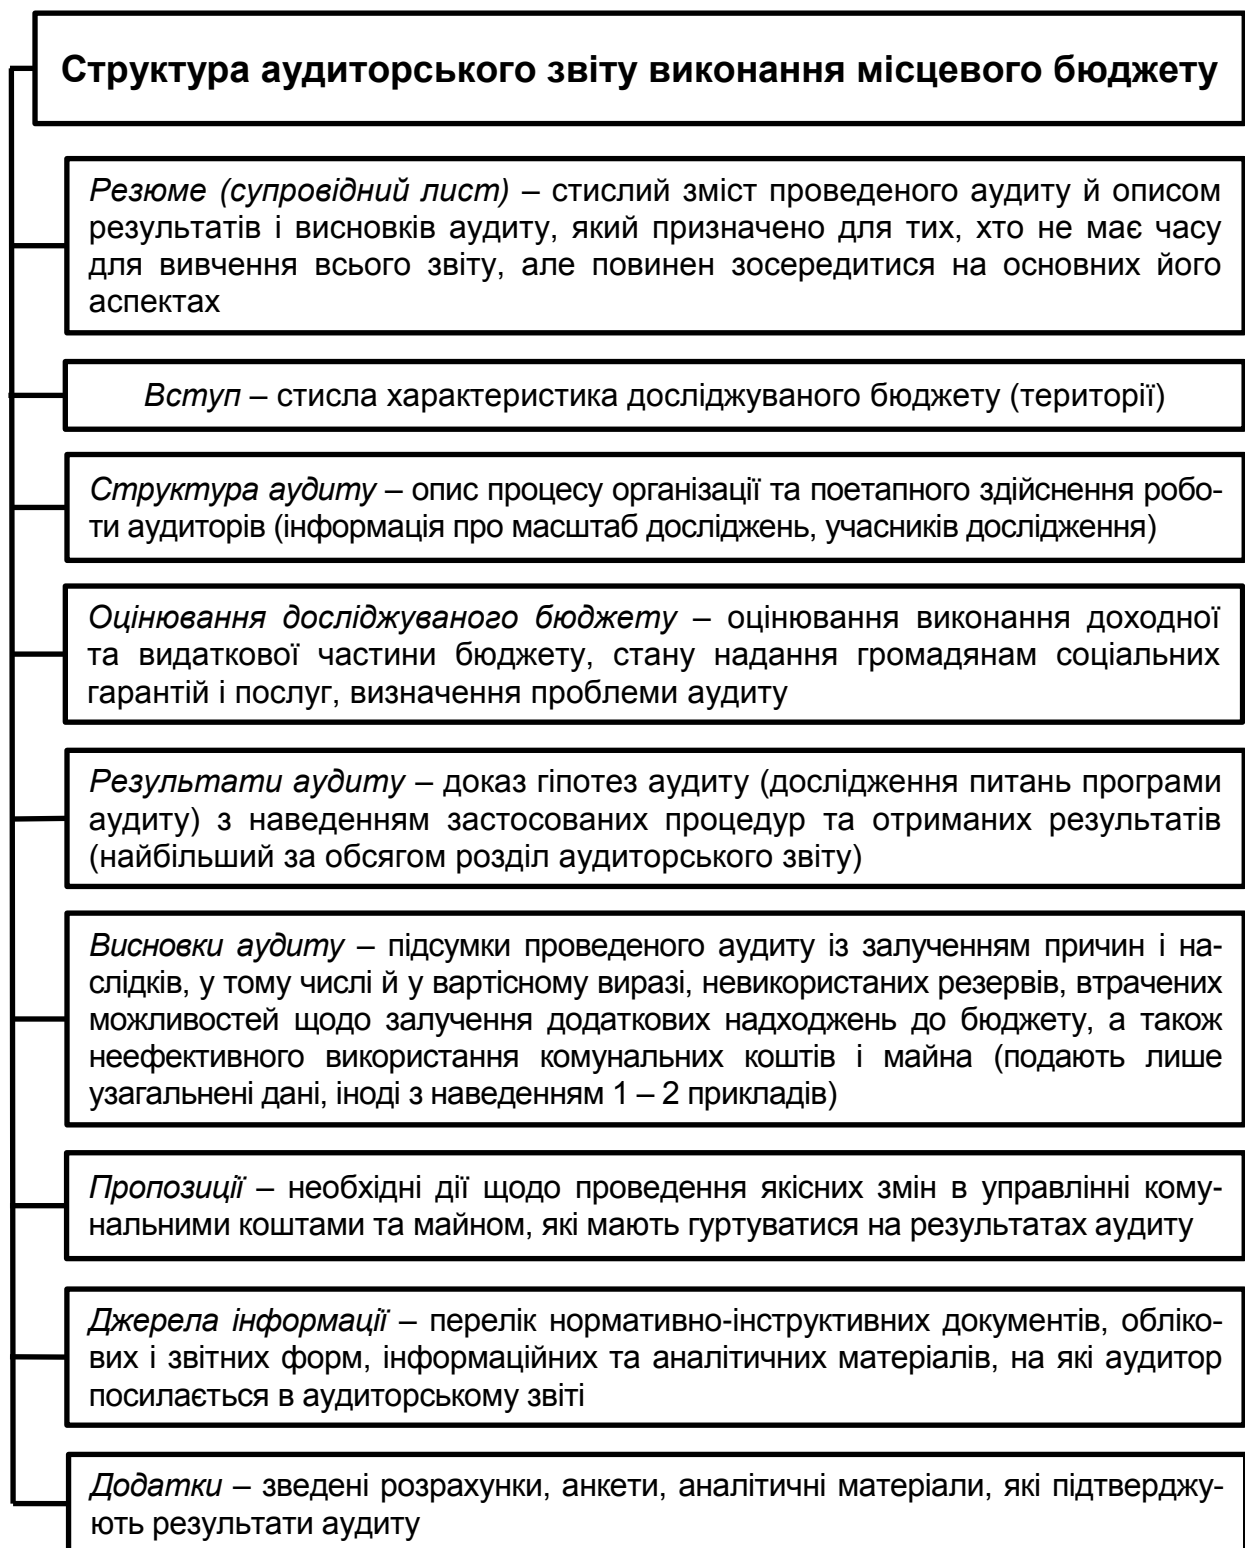 Структура аудиторського звіту виконання місцевого бюджету
Резюме (супровідний лист) – стислий зміст проведеного аудиту й описом
результатів і висновків аудиту, який призначено для тих, хто не має часу
для вивчення всього звіту, але повинен зосередитися на основних його
аспектах
Вступ – стисла характеристика досліджуваного бюджету (території)
Структура аудиту – опис процесу організації та поетапного здійснення робо-
ти аудиторів (інформація про масштаб досліджень, учасників дослідження)
Оцінювання досліджуваного бюджету – оцінювання виконання доходної
та видаткової частини бюджету, стану надання громадянам соціальних
гарантій і послуг, визначення проблеми аудиту
Результати аудиту – доказ гіпотез аудиту (дослідження питань програми
аудиту) з наведенням застосованих процедур та отриманих результатів
(найбільший за обсягом розділ аудиторського звіту)
Висновки аудиту – підсумки проведеного аудиту із залученням причин і на-
слідків, у тому числі й у вартісному виразі, невикористаних резервів, втрачених
можливостей щодо залучення додаткових надходжень до бюджету, а також
неефективного використання комунальних коштів і майна (подають лише
узагальнені дані, іноді з наведенням 1 – 2 прикладів)
Пропозиції – необхідні дії щодо проведення якісних змін в управлінні кому-
нальними коштами та майном, які мають гуртуватися на результатах аудиту
Джерела інформації – перелік нормативно-інструктивних документів, обліко-
вих і звітних форм, інформаційних та аналітичних матеріалів, на які аудитор
посилається в аудиторському звіті
Додатки – зведені розрахунки, анкети, аналітичні матеріали, які підтверджу-
ють результати аудиту